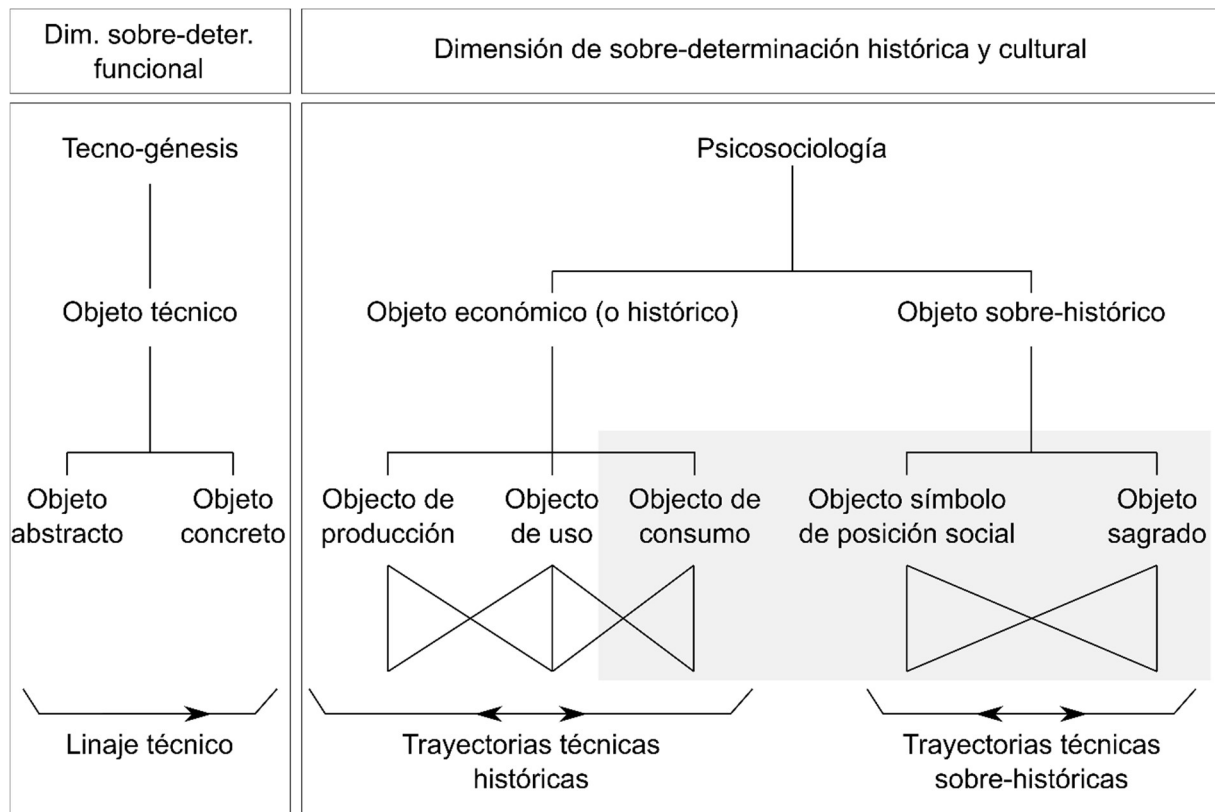 Dim. sobre-deter.
funcional
Dimensión de sobre-determinación histórica y cultural
Tecno-génesis
Psicosociología
Objeto técnico
Objeto económico (o histórico)
Objeto sobre-histórico
Objeto
abstracto
Objeto
concreto
Objecto de
producción
Objecto
de uso
Objecto de
consumo
Objecto símbolo
de posición social
Objeto
sagrado
Linaje técnico
Trayectorias técnicas
históricas
Trayectorias técnicas
sobre-históricas